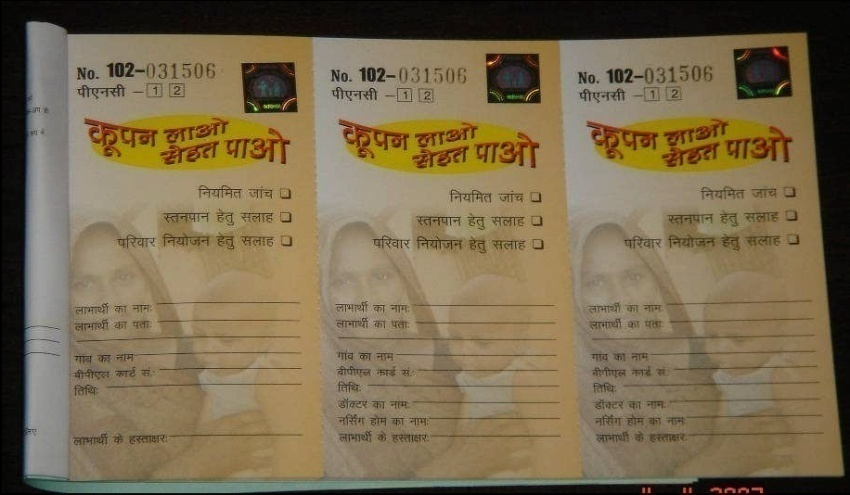 No. 102-031506
पीएनसी - 1 2
कूपन लाओ
सेहत पाओ
नियमित जांच
स्तनपान हेतु सलाह
परिवार नियोजन हेतु सलाह
लाभार्थी का नामः
लाभार्थी का पताः
गांव का नाम
बीपीएल कार्ड सं.:
तिथिः
लाभार्थी के हस्ताक्षरः
No. 102-031506
पीएनसी - 1 2
कूपन लाओ
सेहत पाओ
नियमित जांच
स्तनपान हेतु सलाह
परिवार नियोजन हेतु सलाह
लाभार्थी का नामः
लाभार्थी का पताः
गांव का नाम
बीपीएल कार्ड सं.:
तिथिः
डॉक्टर का नामः
नर्सिंग होम का नामः
लाभार्थी के हस्ताक्षरः
No. 102-031506
पीएनसी - 1 2
कूपन लाओ
सेहत पाओ
नियमित जांच
स्तनपान हेतु सलाह
परिवार नियोजन हेतु सलाह
लाभार्थी का नामः
लाभार्थी का पताः
गांव का नाम
बीपीएल कार्ड सं.:
तिथिः
डॉक्टर का नामः
नर्सिंग होम का नामः
लाभार्थी के हस्ताक्षरः